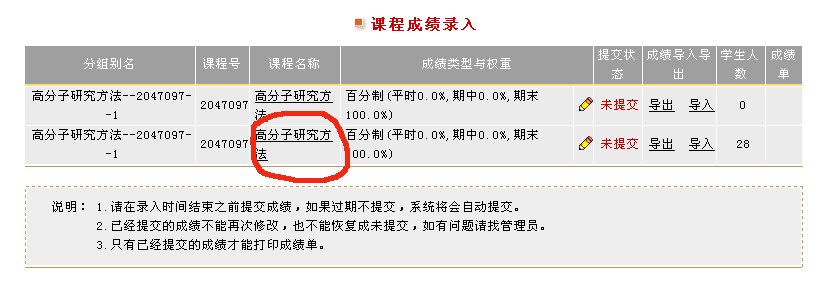 课程成绩录入
分组别名 课程号 课程名称 成绩类型与权重 提交状态 成绩导入导出 学生人数 成绩单
高分子研究方法--2047097--1 2047097 高分子研究方法 百分制(平时0.0%,期中0.0%,期末100.0%) 未提交 导出 导入 0
高分子研究方法--2047097--1 2047097 高分子研究方法 百分制(平时0.0%,期中0.0%,期末100.0%) 未提交 导出 导入 28
说明： 1.请在录入时间结束之前提交成绩，如果过期不提交，系统将会自动提交。
2.已经提交的成绩不能再次修改，也不能恢复成未提交，如有问题请找管理员。
3.只有已经提交的成绩才能打印成绩单。